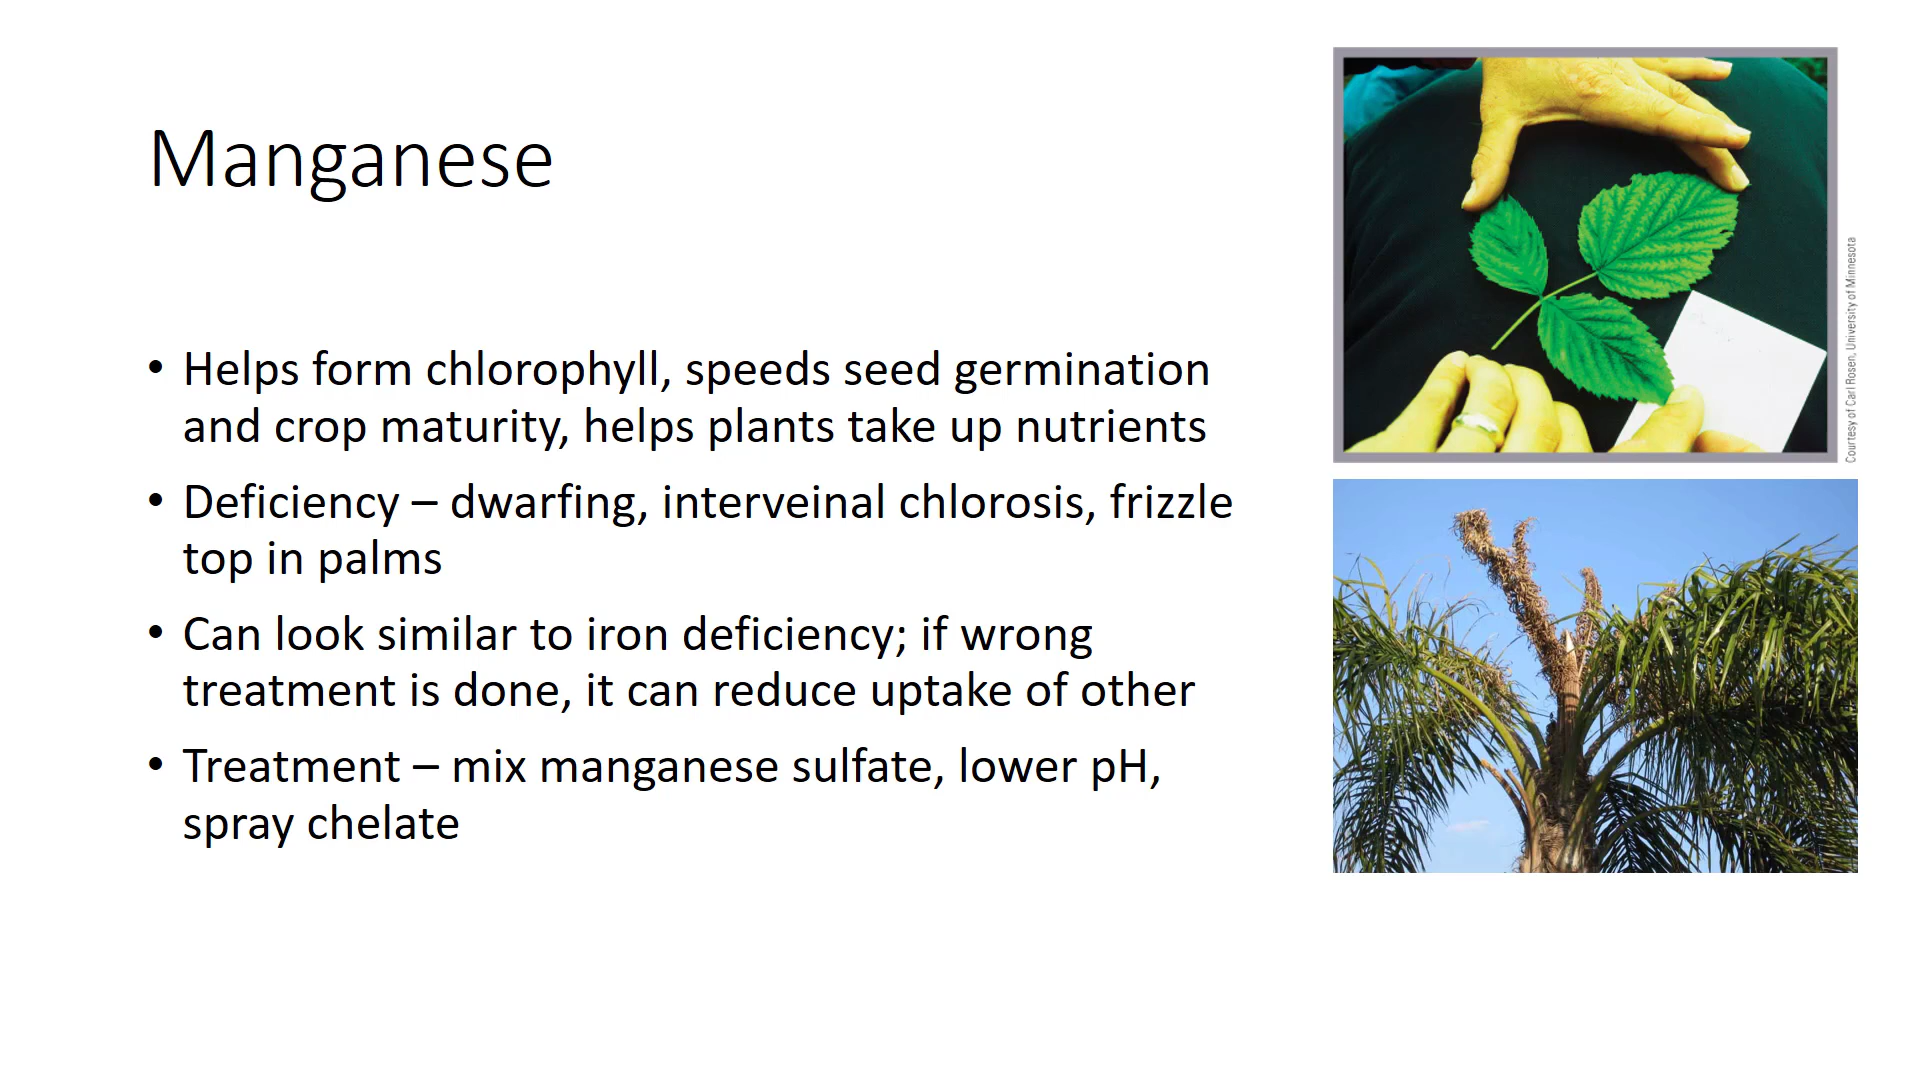 Manganese
• Helps form chlorophyll, speeds seed germination
and crop maturity, helps plants take up nutrients
• Deficiency – dwarfing, interveinal chlorosis, frizzle
top in palms
• Can look similar to iron deficiency; if wrong
treatment is done, it can reduce uptake of other
• Treatment – mix manganese sulfate, lower pH,
spray chelate
Courtesy of Carl Rosen, University of Minnesota